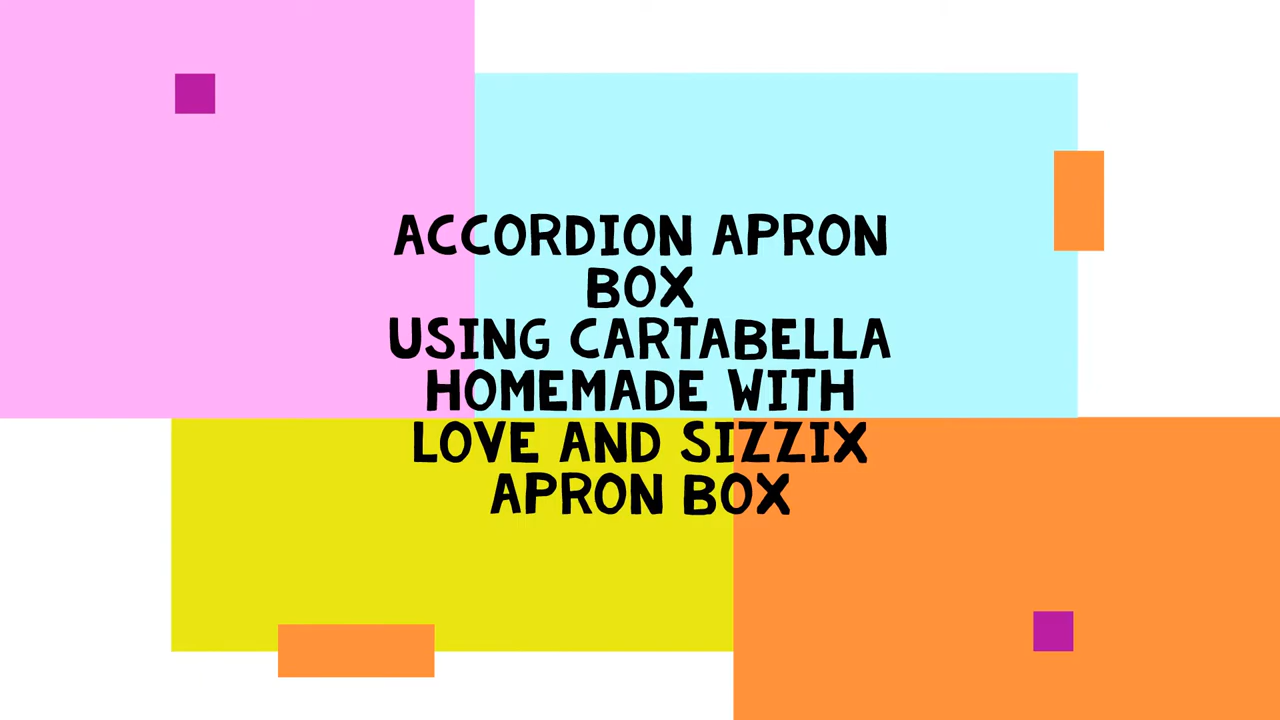 ACCORDION APRON
BOX
USING CARTABELLA
HOMEMADE WITH
LOVE AND SIZZIX
APRON BOX